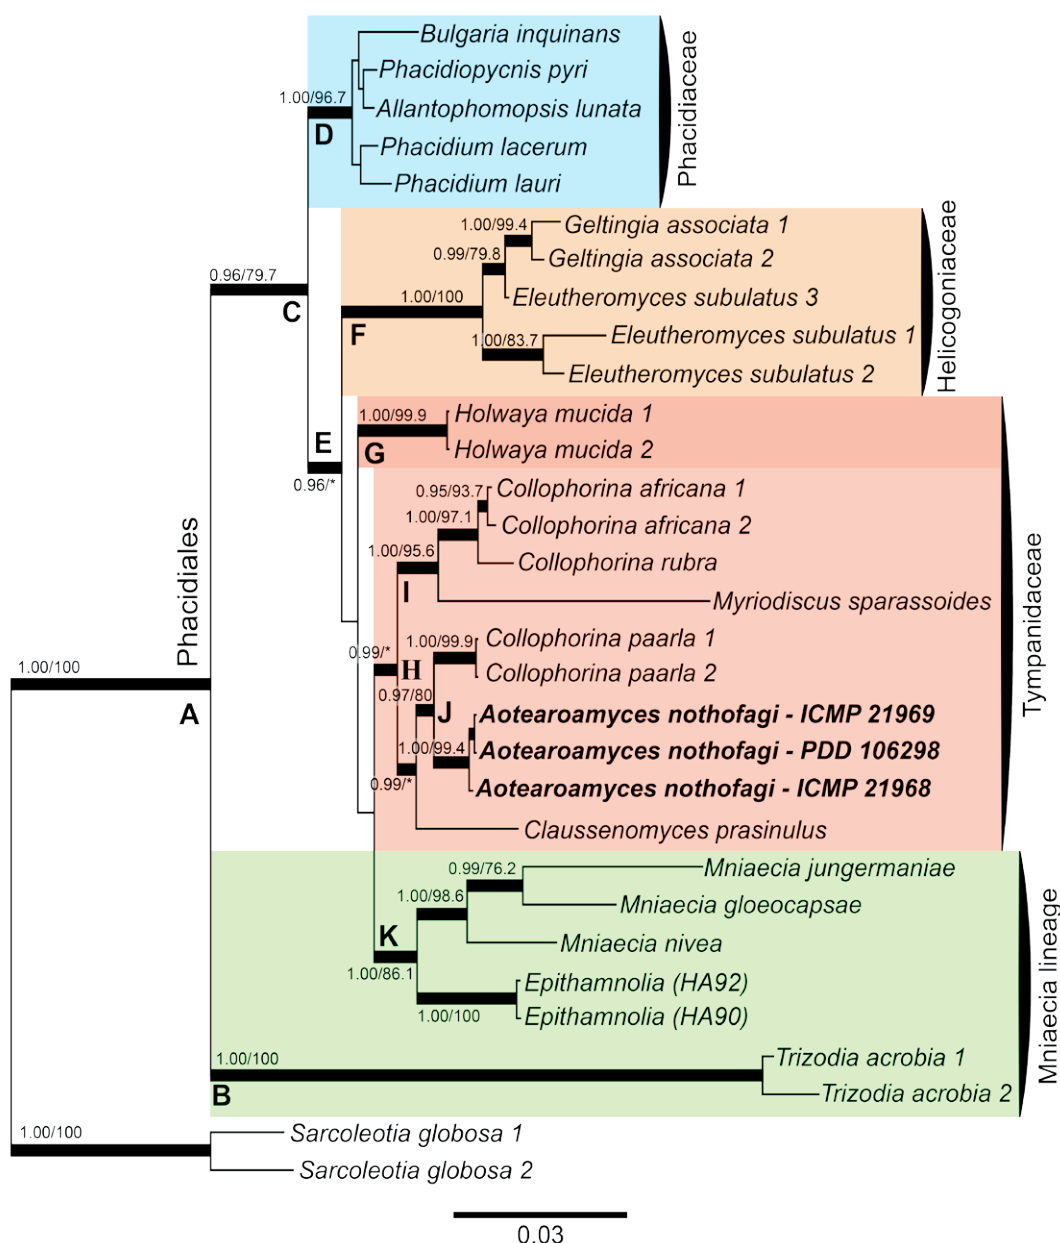 Bulgaria inquinans
Phacidiopycnis pyri
1.00/96.7
Allantophomopsis lunata
D
Phacidium lacerum
Phacidium lauri
Phacidiaceae
Geltingia associata 1
1.00/99.4
0.99/79.8
Geltingia associata 2
0.96/79.7
1.00/100
Eleutheromyces subulatus 3
C
F
1.00/83.7
Eleutheromyces subulatus 1
Eleutheromyces subulatus 2
Helicogoniaceae
1.00/99.9
Holwaya mucida 1
E
G
Holwaya mucida 2
0.96/*
0.95/93.7
Collophorina africana 1
1.00/97.1
Collophorina africana 2
1.00/95.6
Collophorina rubra
I
Myriodiscus sparassoides
Phacidiales
1.00/99.9
Collophorina paarla 1
0.99/*
H
Collophorina paarla 2
1.00/100
0.97/80
A
J
Aotearoamyces nothofagi - ICMP 21969
1.00/99.4
Aotearoamyces nothofagi - PDD 106298
0.99/*
Aotearoamyces nothofagi - ICMP 21968
Claussenomyces prasinulus
Tympanidaceae
0.99/76.2
Mniaecia jungermaniae
1.00/98.6
Mniaecia gloeocapsae
K
Mniaecia nivea
1.00/86.1
Epithamnolia (HA92)
1.00/100
Epithamnolia (HA90)
1.00/100
Trizodia acrobia 1
B
Trizodia acrobia 2
Mniaecia lineage
1.00/100
Sarcoleotia globosa 1
Sarcoleotia globosa 2
0.03